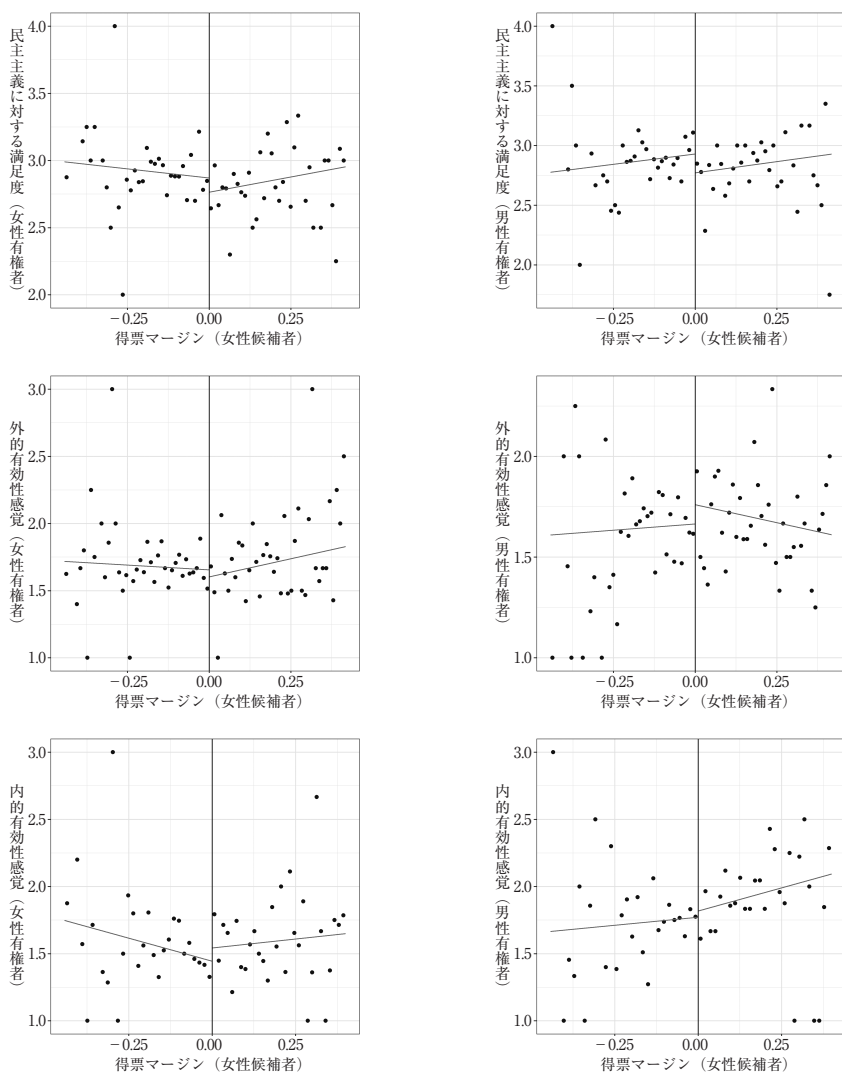 民主主義に対する満足度（女性有権者）
4.0
3.5
3.0
2.5
2.0
−0.25 0.00 0.25
得票マージン（女性候補者）
民主主義に対する満足度（男性有権者）
4.0
3.5
3.0
2.5
2.0
−0.25 0.00 0.25
得票マージン（女性候補者）
外的有効性感覚（女性有権者）
3.0
2.5
2.0
1.5
1.0
−0.25 0.00 0.25
得票マージン（女性候補者）
外的有効性感覚（男性有権者）
2.0
1.5
1.0
−0.25 0.00 0.25
得票マージン（女性候補者）
内的有効性感覚（女性有権者）
3.0
2.5
2.0
1.5
1.0
−0.25 0.00 0.25
得票マージン（女性候補者）
内的有効性感覚（男性有権者）
3.0
2.5
2.0
1.5
1.0
−0.25 0.00 0.25
得票マージン（女性候補者）